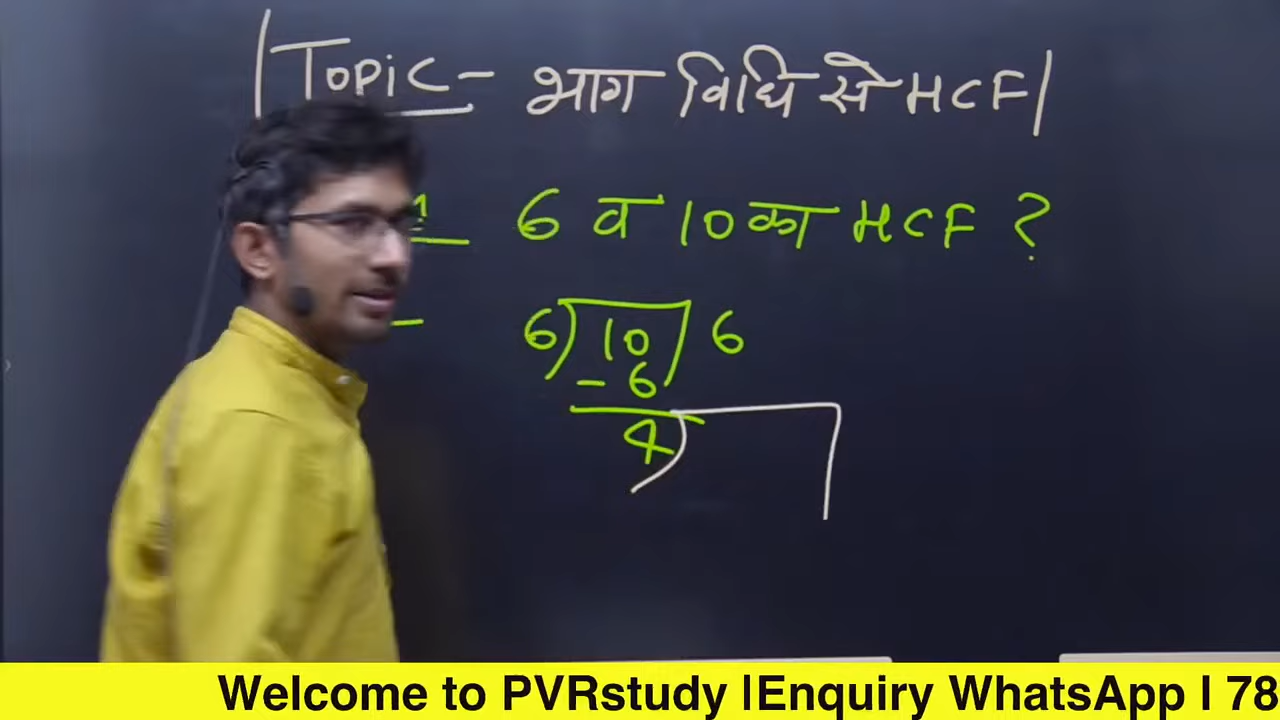 Topic- भाग विधि से HCF
6 व 10 का HCF ?
6) 10 ) 6
- 6
4)
Welcome to PVRstudy |Enquiry WhatsApp | 78